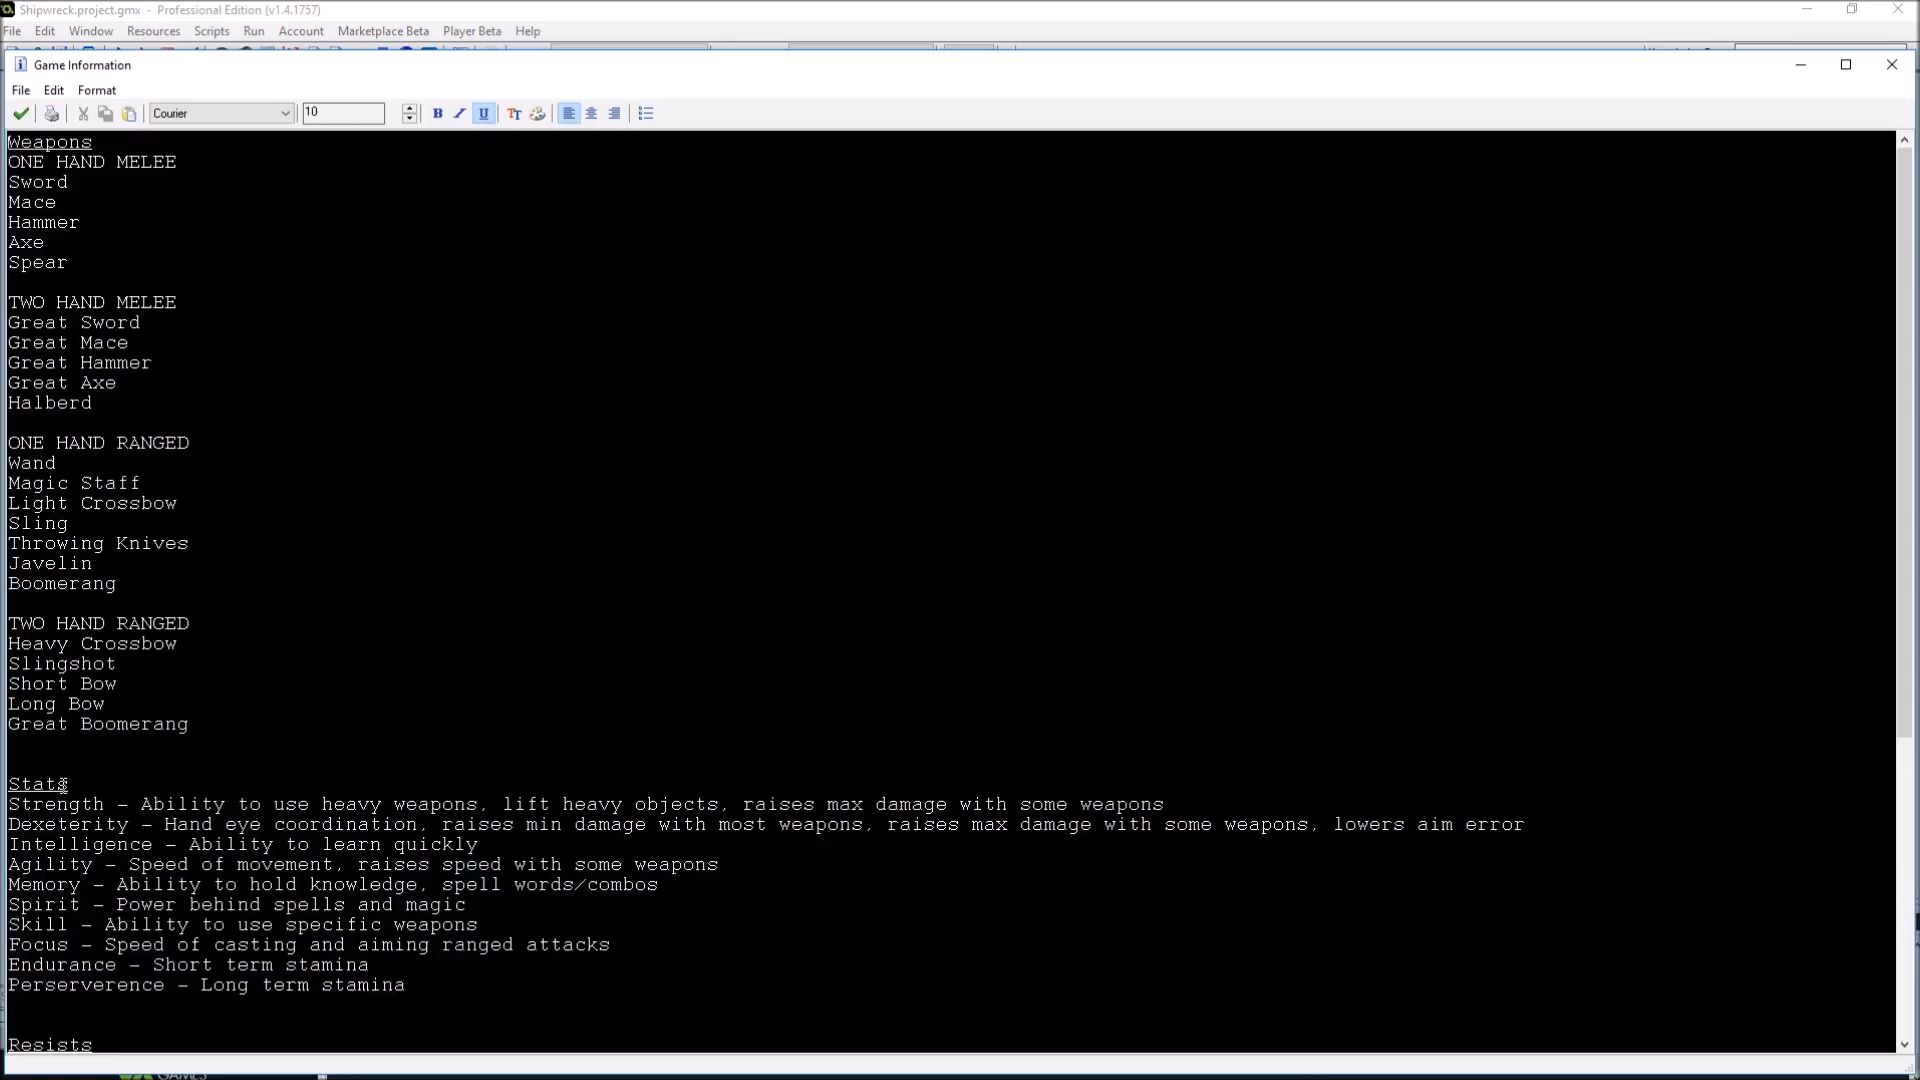 Shipwreck.project.gmx - Professional Edition (v1.4.1757)
File Edit Window Resources Scripts Run Account Marketplace Beta Player Beta Help
Game Information
File Edit Format
Courier 10 B I U TT
Weapons
ONE HAND MELEE
Sword
Mace
Hammer
Axe
Spear
TWO HAND MELEE
Great Sword
Great Mace
Great Hammer
Great Axe
Halberd
ONE HAND RANGED
Wand
Magic Staff
Light Crossbow
Sling
Throwing Knives
Javelin
Boomerang
TWO HAND RANGED
Heavy Crossbow
Slingshot
Short Bow
Long Bow
Great Boomerang
Stats
Strength - Ability to use heavy weapons, lift heavy objects, raises max damage with some weapons
Dexeterity - Hand eye coordination, raises min damage with most weapons, raises max damage with some weapons, lowers aim error
Intelligence - Ability to learn quickly
Agility - Speed of movement, raises speed with some weapons
Memory - Ability to hold knowledge, spell words/combos
Spirit - Power behind spells and magic
Skill - Ability to use specific weapons
Focus - Speed of casting and aiming ranged attacks
Endurance - Short term stamina
Perserverence - Long term stamina
Resists